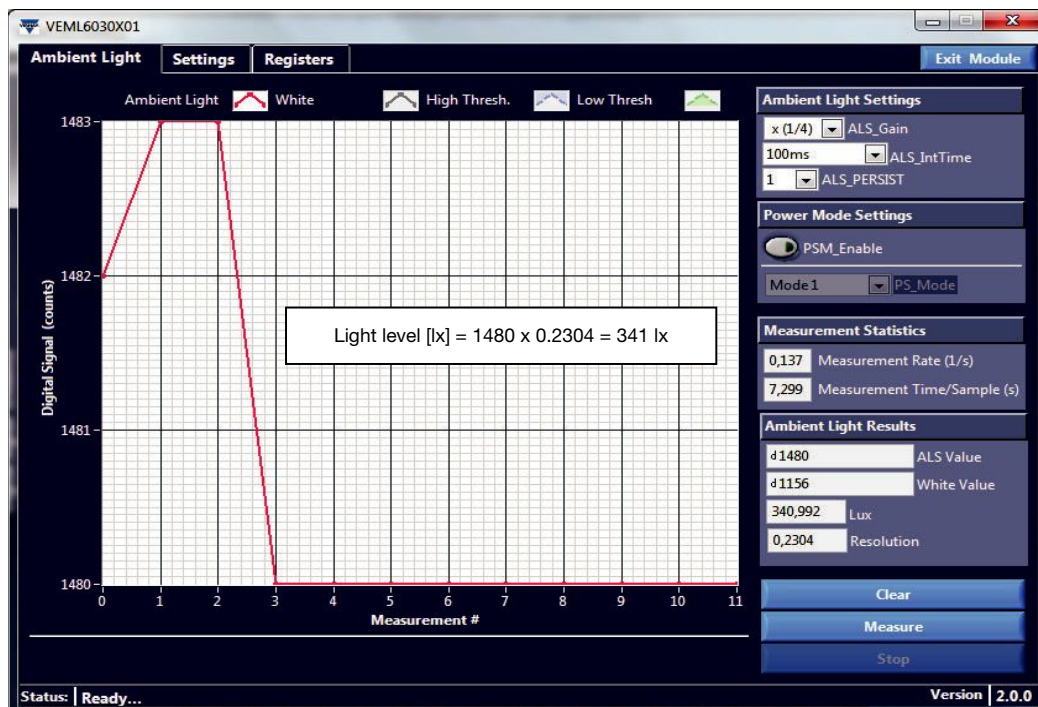 VEML6030X01
Ambient Light Settings Registers Exit Module
Ambient Light White High Thresh. Low Thresh
1483
1482
1481
1480
Digital Signal (counts)
0 1 2 3 4 5 6 7 8 9 10 11
Measurement #
Light level [lx] = 1480 x 0.2304 = 341 lx
Ambient Light Settings
x (1/4) ALS_Gain
100ms ALS_IntTime
1 ALS_PERSIST
Power Mode Settings
PSM_Enable
Mode1 PS_Mode
Measurement Statistics
0,137 Measurement Rate (1/s)
7,299 Measurement Time/Sample (s)
Ambient Light Results
d1480 ALS Value
d1156 White Value
340,992 Lux
0,2304 Resolution
Clear
Measure
Stop
Status: Ready... Version 2.0.0